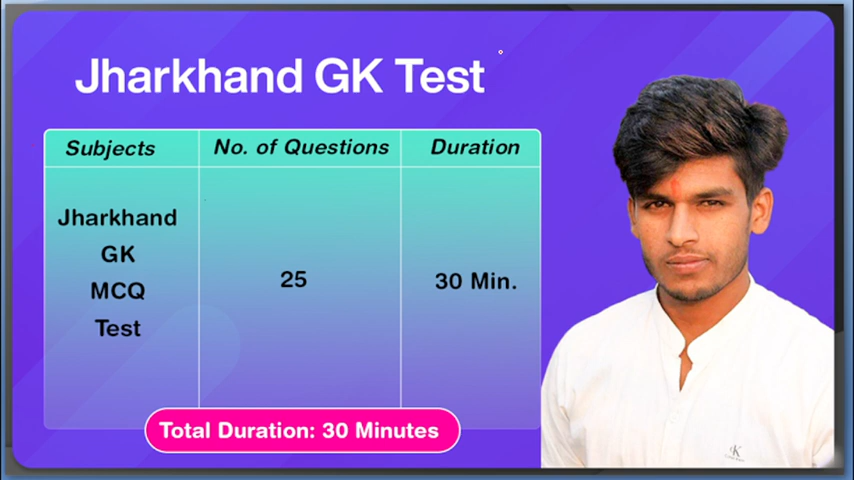 Jharkhand GK Test
Subjects No. of Questions Duration
Jharkhand
GK
MCQ
Test
25
30 Min.
Total Duration: 30 Minutes